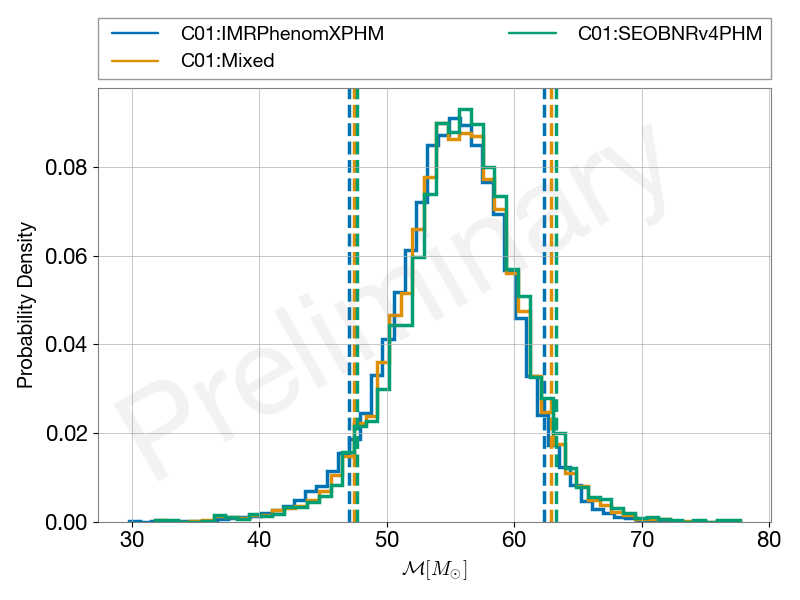 C01:IMRPhenomXPHM C01:SEOBNRv4PHM
C01:Mixed
Preliminary
Probability Density
0.08
0.06
0.04
0.02
0.00
30 40 50 60 70 80
ℳ[M⊙]